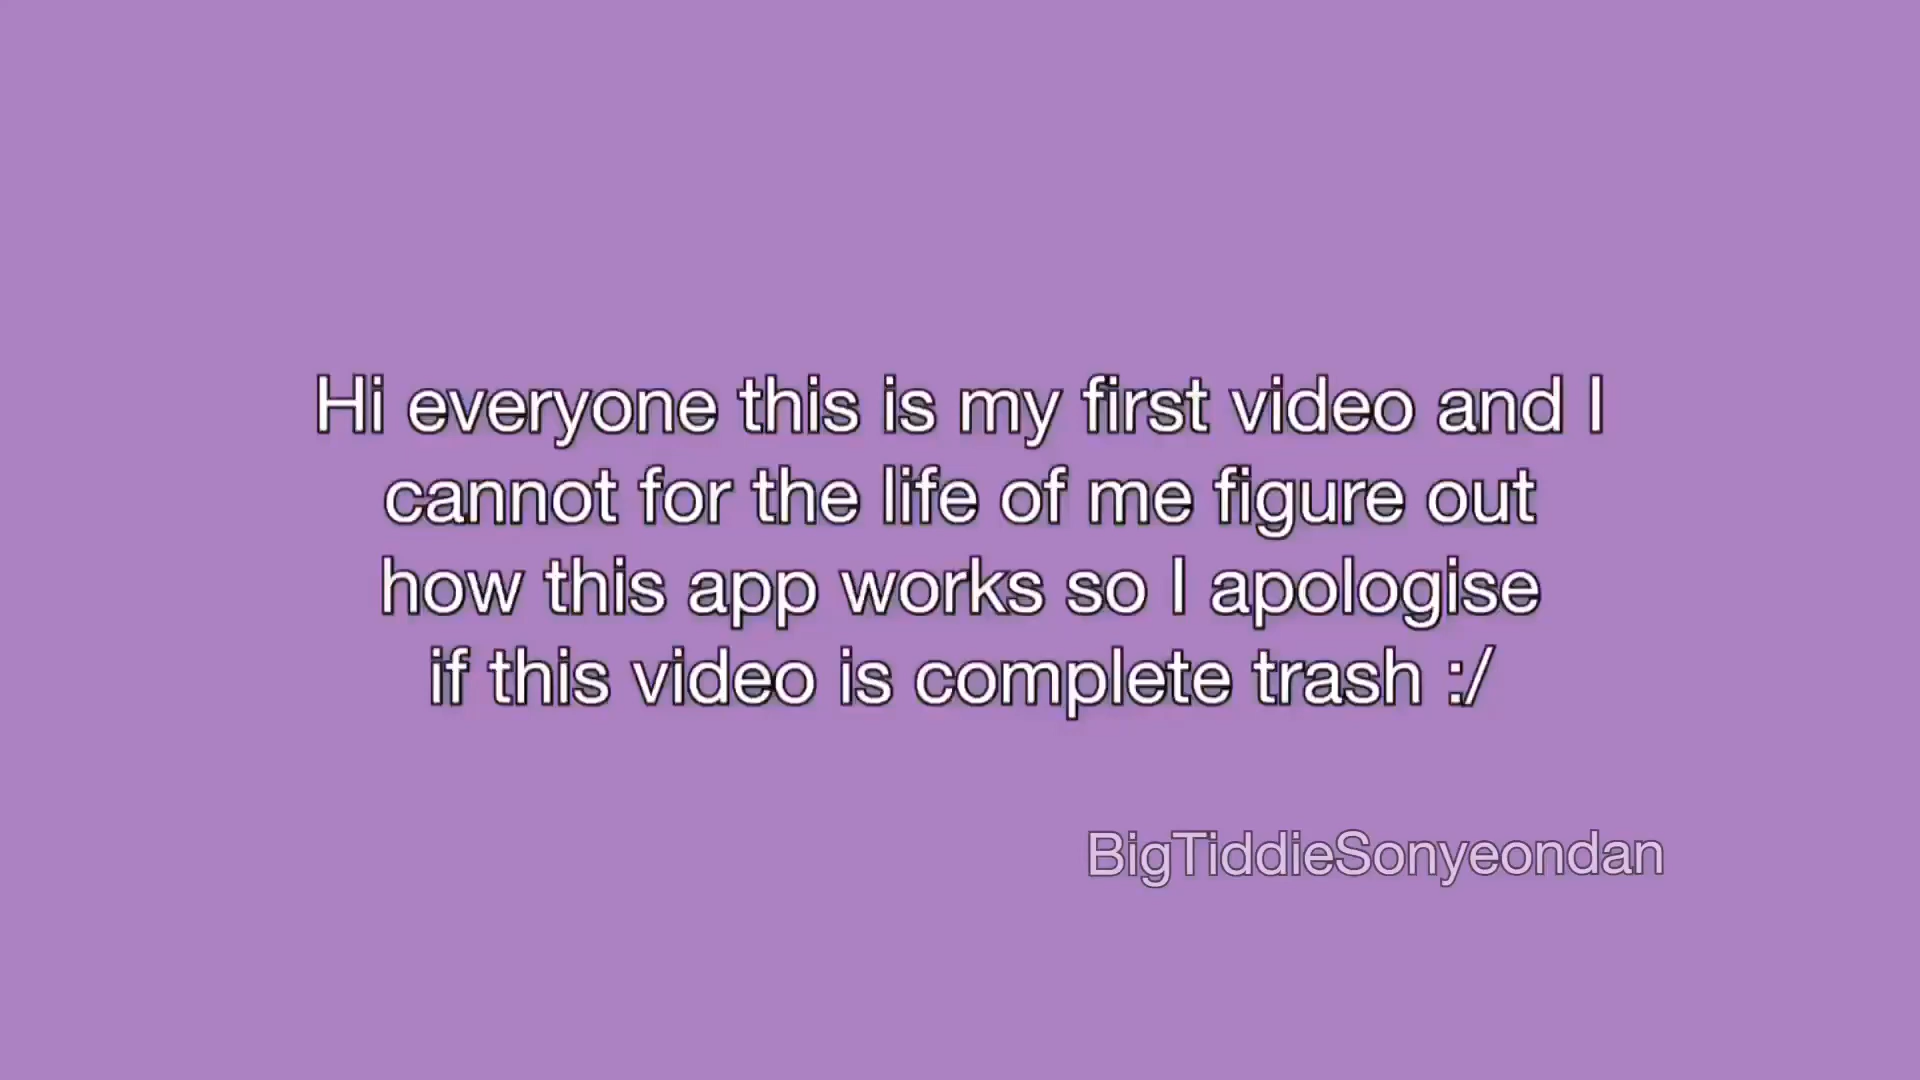 Hi everyone this is my first video and I
cannot for the life of me figure out
how this app works so I apologise
if this video is complete trash :/
BigTiddieSonyeondan